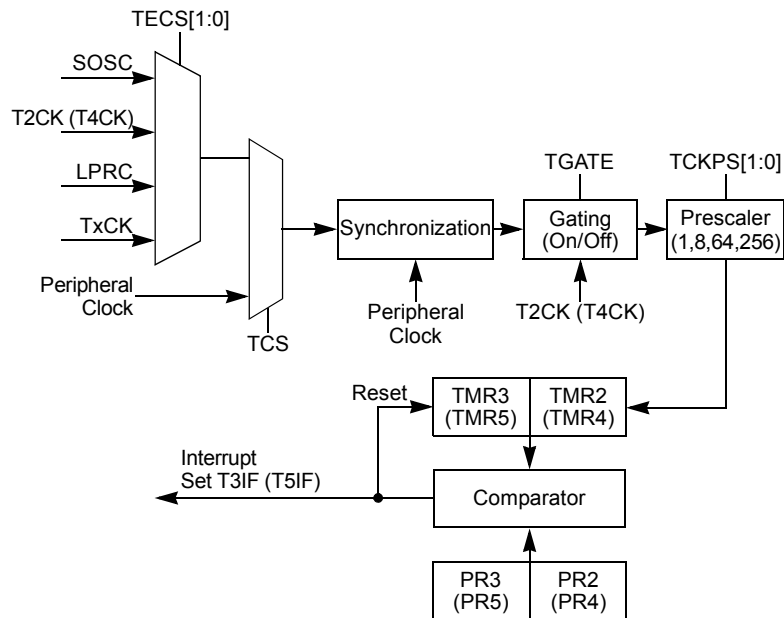 TECS[1:0]
SOSC
T2CK (T4CK)
LPRC
TxCK
Peripheral
Clock
TCS
Synchronization
Peripheral
Clock
TGATE
Gating
(On/Off)
T2CK (T4CK)
TCKPS[1:0]
Prescaler
(1,8,64,256)
Reset
TMR3
(TMR5)
TMR2
(TMR4)
Interrupt
Set T3IF (T5IF)
Comparator
PR3
(PR5)
PR2
(PR4)